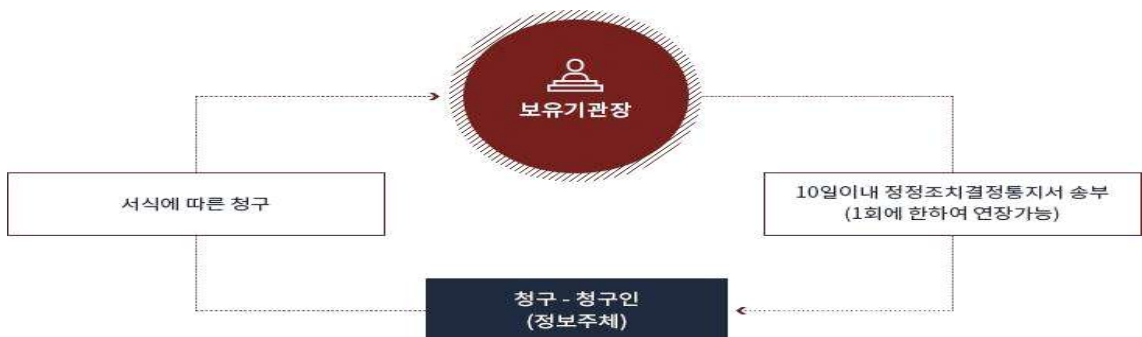 보유기관장
서식에 따른 청구
10일이내 정정조치결정통지서 송부
(1회에 한하여 연장가능)
청구 - 청구인
(정보주체)